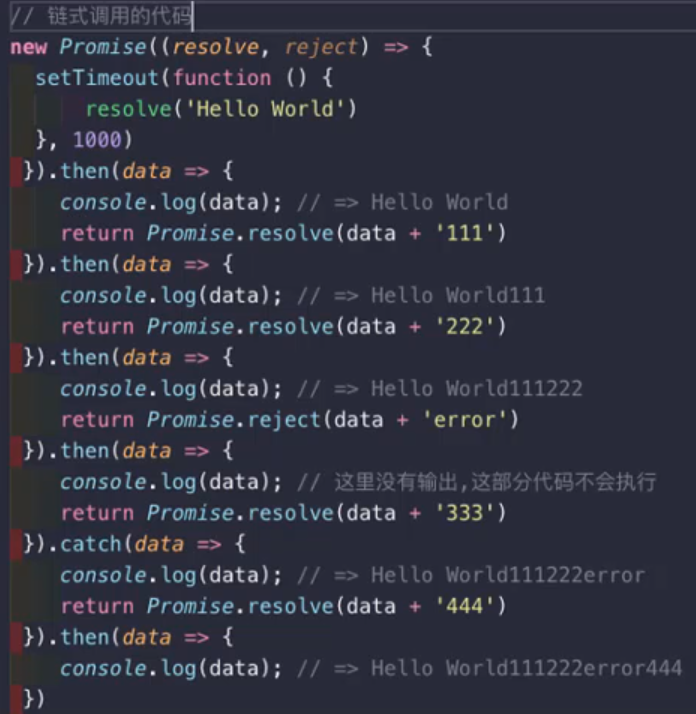 // 链式调用的代码
new Promise((resolve, reject) => {
setTimeout(function () {
resolve('Hello World')
}, 1000)
}).then(data => {
console.log(data); // => Hello World
return Promise.resolve(data + '111')
}).then(data => {
console.log(data); // => Hello World111
return Promise.resolve(data + '222')
}).then(data => {
console.log(data); // => Hello World111222
return Promise.reject(data + 'error')
}).then(data => {
console.log(data); // 这里没有输出,这部分代码不会执行
return Promise.resolve(data + '333')
}).catch(data => {
console.log(data); // => Hello World111222error
return Promise.resolve(data + '444')
}).then(data => {
console.log(data); // => Hello World111222error444
})